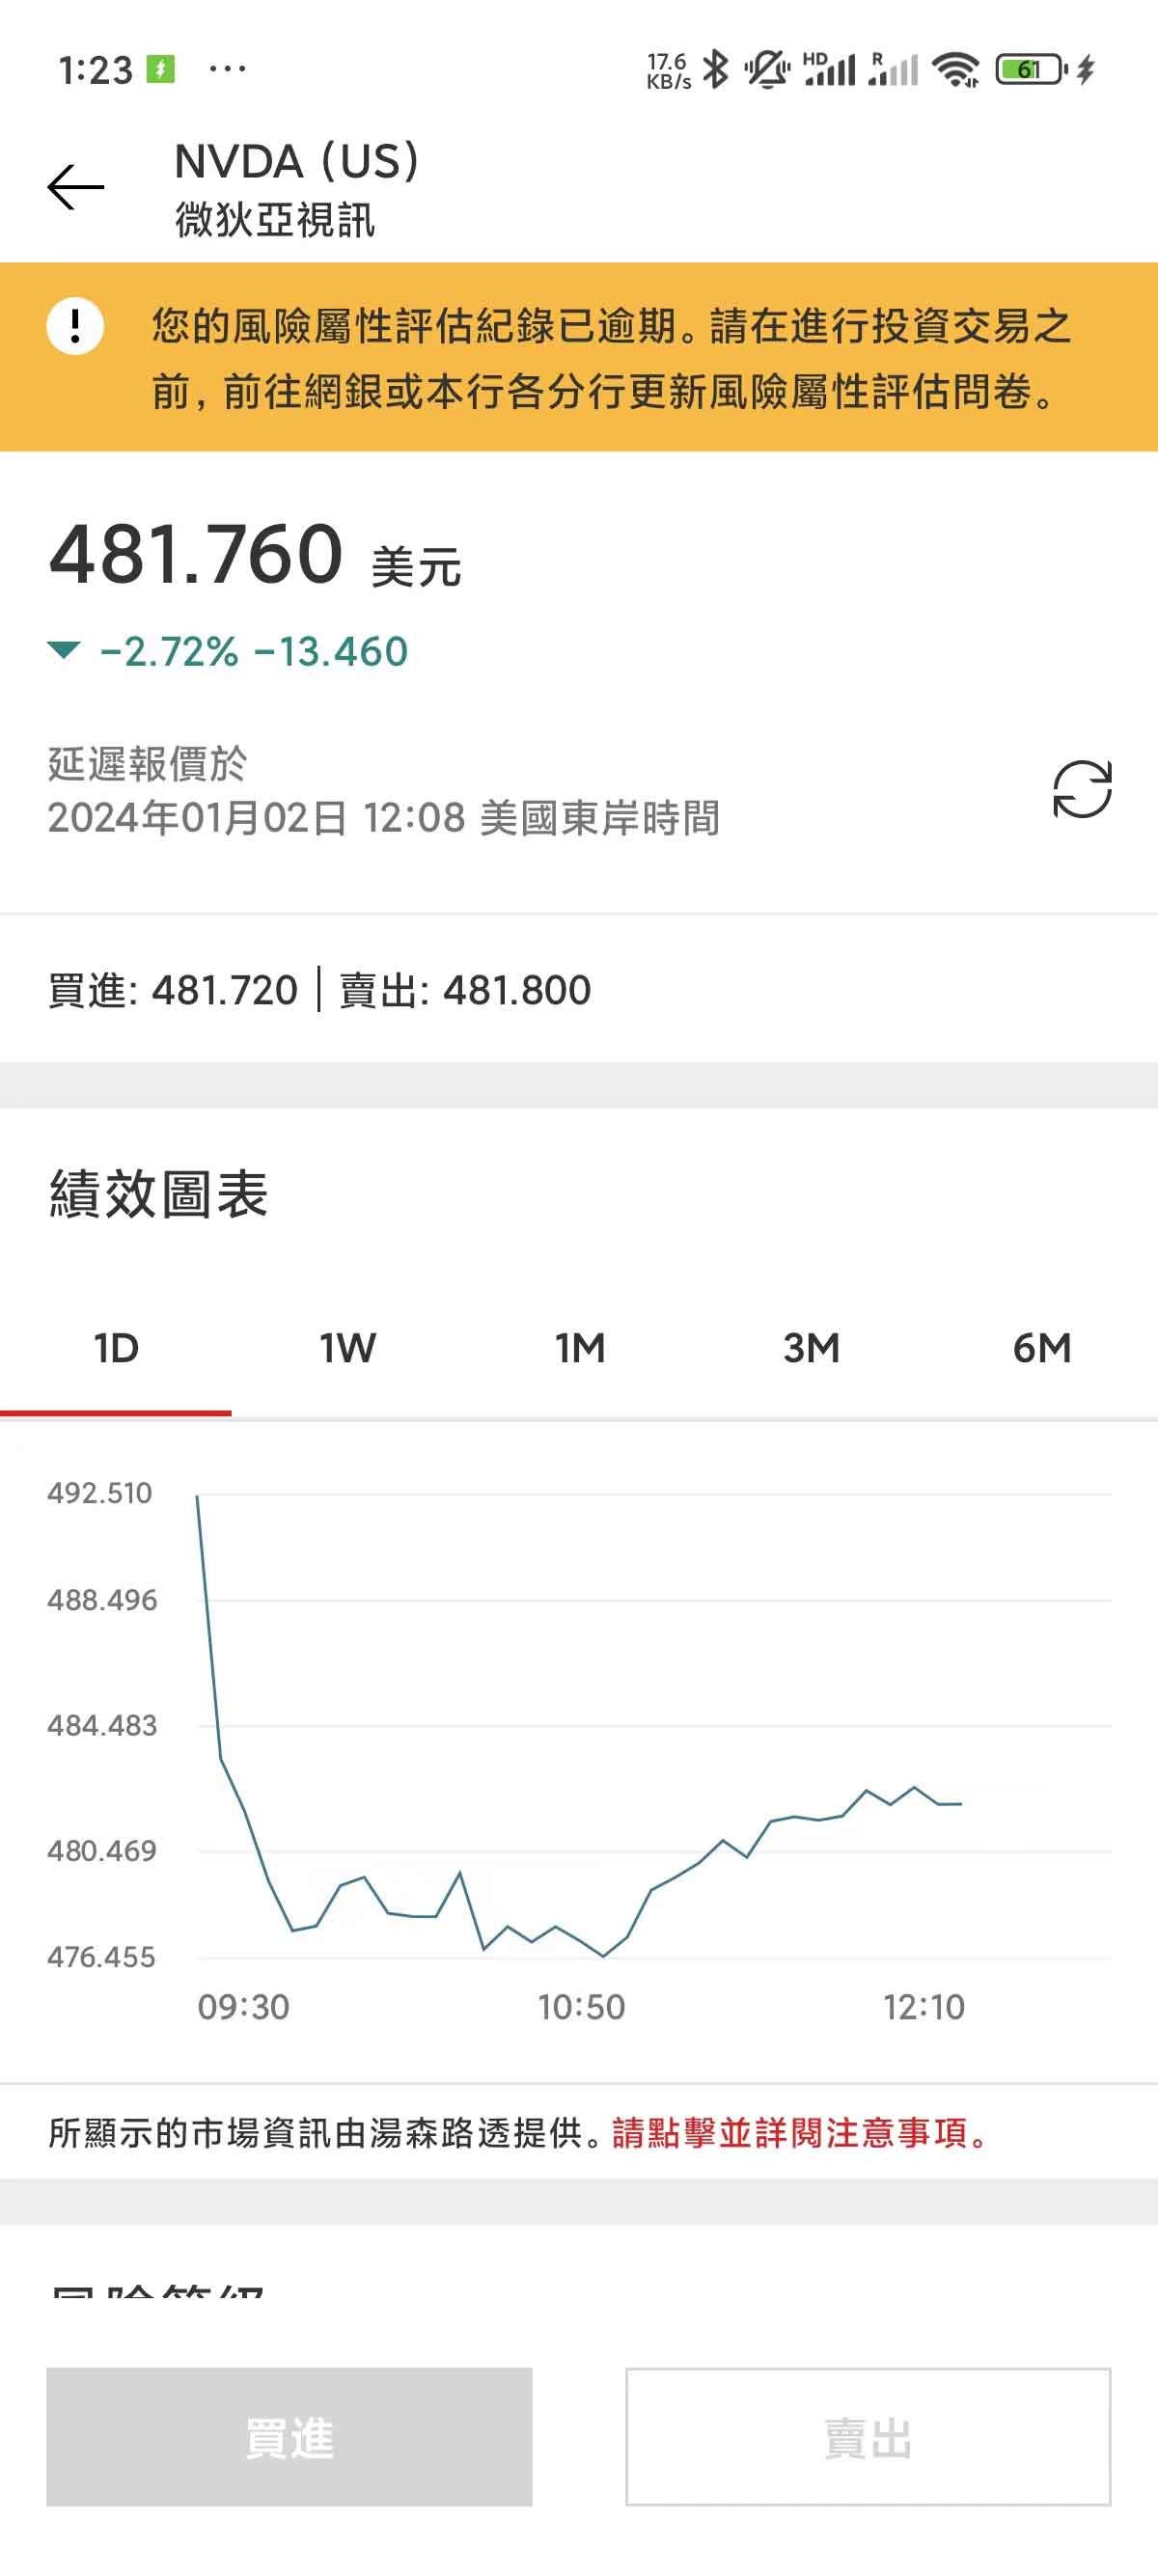 1:23 ...
17.6 KB/s HD R 61
NVDA (US)
微狄亞視訊
您的風險屬性評估紀錄已逾期。請在進行投資交易之
前，前往網銀或本行各分行更新風險屬性評估問卷。
481.760 美元
-2.72% -13.460
延遲報價於
2024年01月02日 12:08 美國東岸時間
買進: 481.720 | 賣出: 481.800
績效圖表
1D 1W 1M 3M 6M
492.510
488.496
484.483
480.469
476.455
09:30 10:50 12:10
所顯示的市場資訊由湯森路透提供。請點擊並詳閱注意事項。
買進 賣出